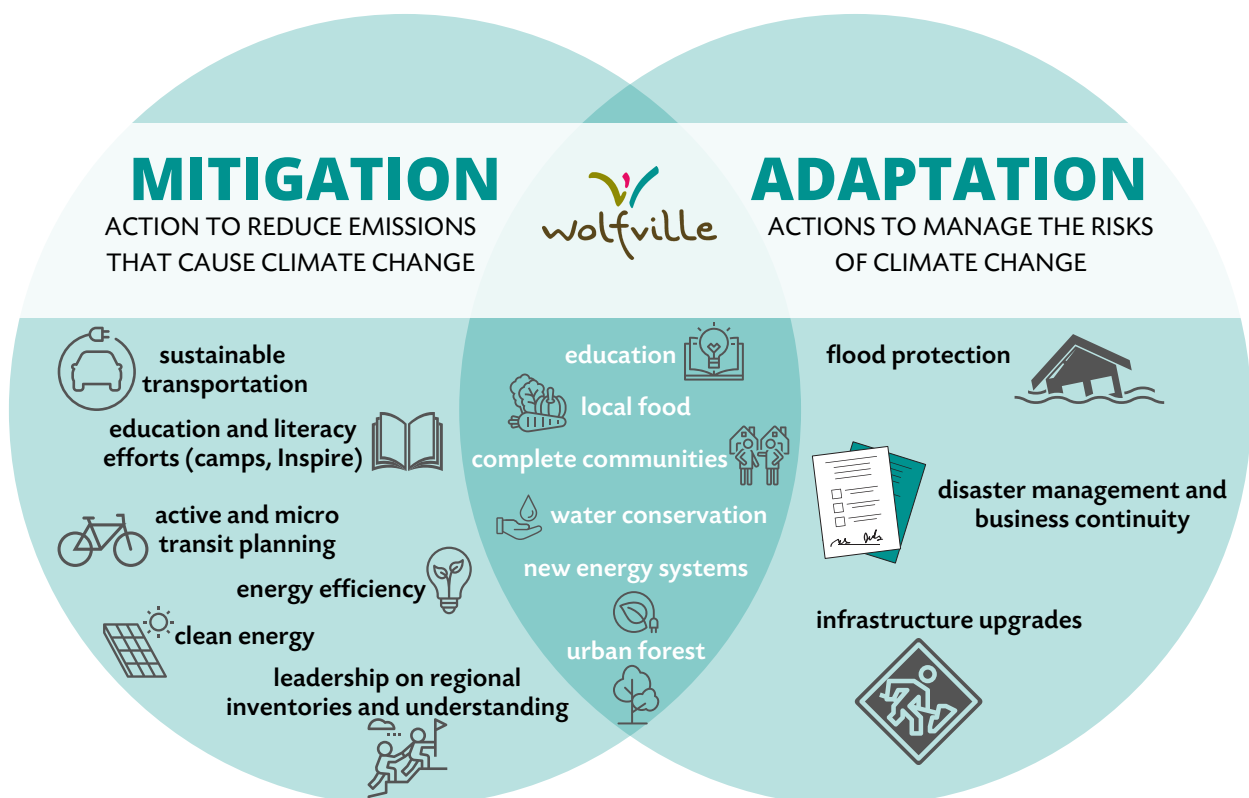 MITIGATION
ACTION TO REDUCE EMISSIONS
THAT CAUSE CLIMATE CHANGE
wolfville
ADAPTATION
ACTIONS TO MANAGE THE RISKS
OF CLIMATE CHANGE
sustainable
transportation
education and literacy
efforts (camps, Inspire)
active and micro
transit planning
energy efficiency
clean energy
leadership on regional
inventories and understanding
education
local food
complete communities
water conservation
new energy systems
urban forest
flood protection
disaster management and
business continuity
infrastructure upgrades